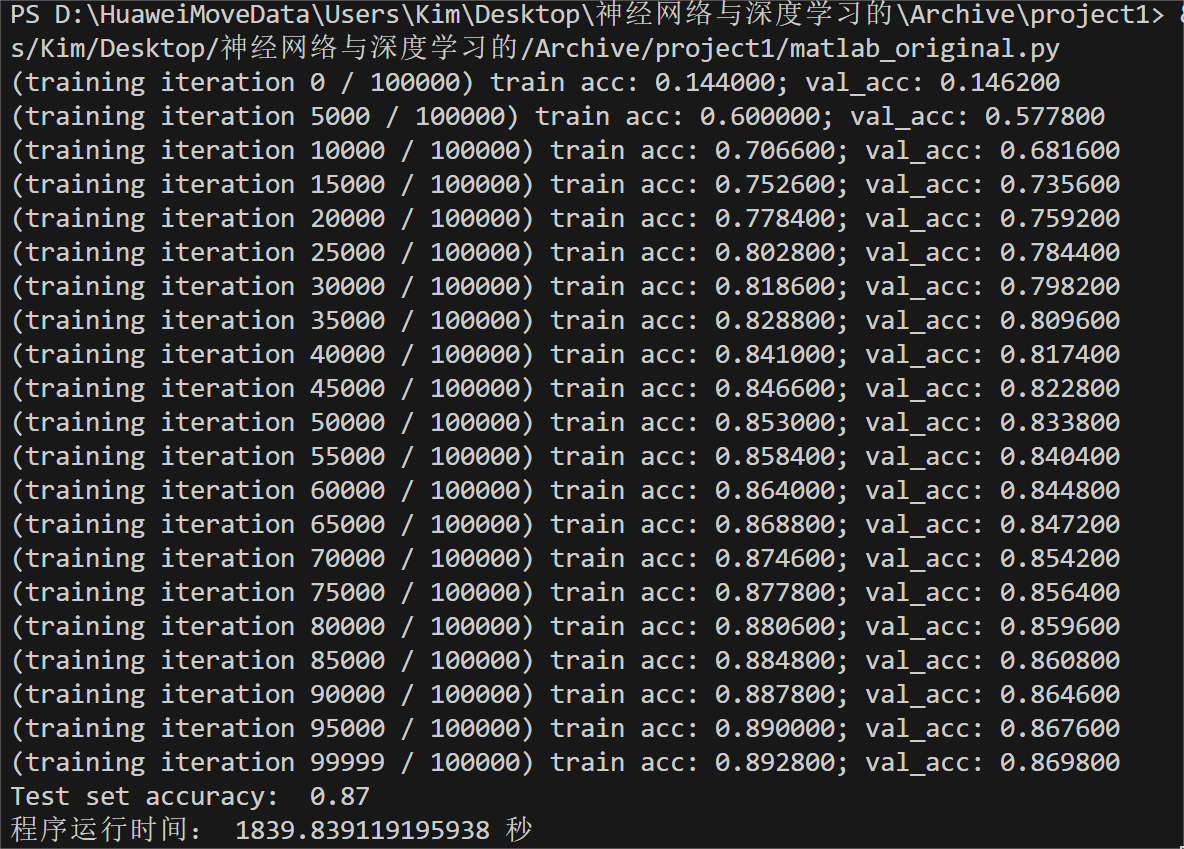 PS D:\HuaweiMoveData\Users\Kim\Desktop\神经网络与深度学习的\Archive\project1>
s/Kim/Desktop/神经网络与深度学习的/Archive/project1/matlab_original.py
(training iteration 0 / 100000) train acc: 0.144000; val_acc: 0.146200
(training iteration 5000 / 100000) train acc: 0.600000; val_acc: 0.577800
(training iteration 10000 / 100000) train acc: 0.706600; val_acc: 0.681600
(training iteration 15000 / 100000) train acc: 0.752600; val_acc: 0.735600
(training iteration 20000 / 100000) train acc: 0.778400; val_acc: 0.759200
(training iteration 25000 / 100000) train acc: 0.802800; val_acc: 0.784400
(training iteration 30000 / 100000) train acc: 0.818600; val_acc: 0.798200
(training iteration 35000 / 100000) train acc: 0.828800; val_acc: 0.809600
(training iteration 40000 / 100000) train acc: 0.841000; val_acc: 0.817400
(training iteration 45000 / 100000) train acc: 0.846600; val_acc: 0.822800
(training iteration 50000 / 100000) train acc: 0.853000; val_acc: 0.833800
(training iteration 55000 / 100000) train acc: 0.858400; val_acc: 0.840400
(training iteration 60000 / 100000) train acc: 0.864000; val_acc: 0.844800
(training iteration 65000 / 100000) train acc: 0.868800; val_acc: 0.847200
(training iteration 70000 / 100000) train acc: 0.874600; val_acc: 0.854200
(training iteration 75000 / 100000) train acc: 0.877800; val_acc: 0.856400
(training iteration 80000 / 100000) train acc: 0.880600; val_acc: 0.859600
(training iteration 85000 / 100000) train acc: 0.884800; val_acc: 0.860800
(training iteration 90000 / 100000) train acc: 0.887800; val_acc: 0.864600
(training iteration 95000 / 100000) train acc: 0.890000; val_acc: 0.867600
(training iteration 99999 / 100000) train acc: 0.892800; val_acc: 0.869800
Test set accuracy:  0.87
程序运行时间： 1839.839119195938 秒